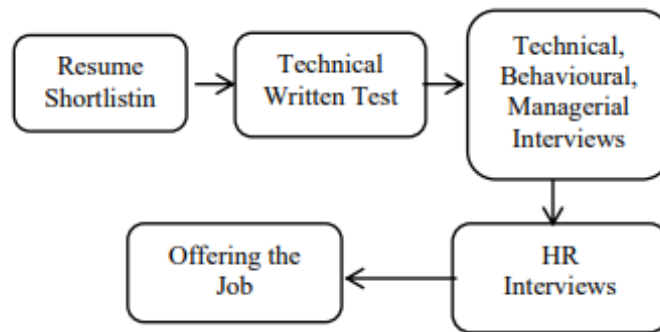 Resume
Shortlistin
Technical
Written Test
Technical,
Behavioural,
Managerial
Interviews
HR
Interviews
Offering the
Job